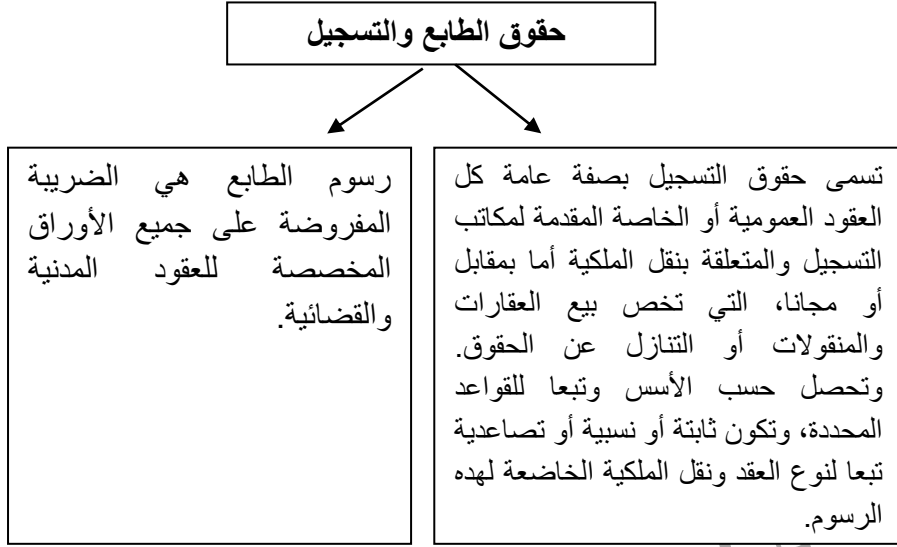 حقوق الطابع والتسجيل
تسمى حقوق التسجيل بصفة عامة كل
العقود العمومية أو الخاصة المقدمة لمكاتب
التسجيل والمتعلقة بنقل الملكية أما بمقابل
أو مجانا، التي تخص بيع العقارات
والمنقولات أو التنازل عن الحقوق.
وتحصل حسب الأسس وتبعا للقواعد
المحددة، وتكون ثابتة أو نسبية أو تصاعدية
تبعا لنوع العقد ونقل الملكية الخاضعة لهده
الرسوم.
رسوم الطابع هي الضريبة
المفروضة على جميع الأوراق
المخصصة للعقود المدنية
والقضائية.